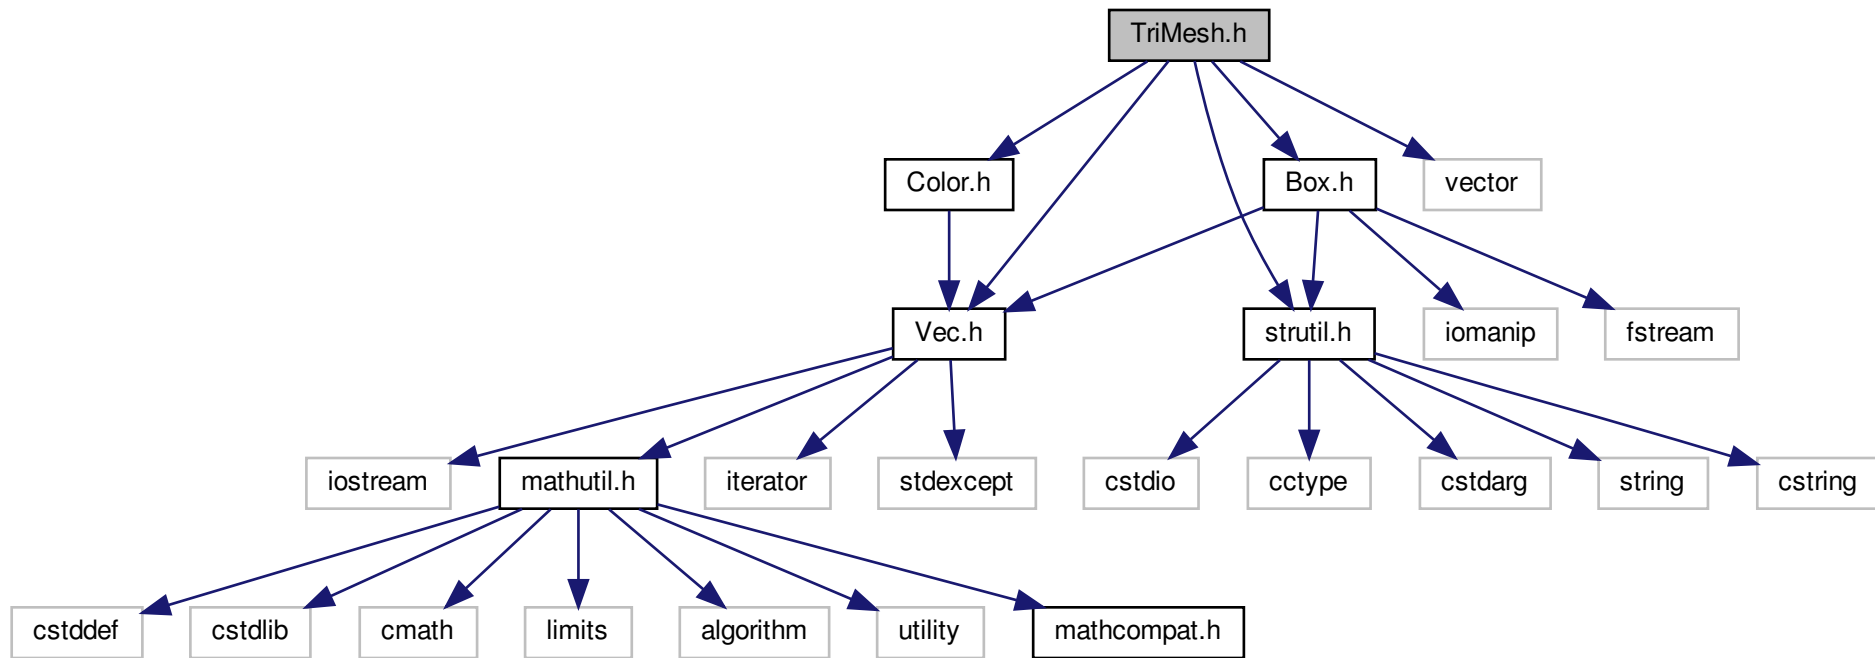 TriMesh.h
Color.h
Box.h
vector
Vec.h
strutil.h
iomanip
fstream
iostream
mathutil.h
iterator
stdexcept
cstdio
cctype
cstdarg
string
cstring
cstddef
cstdlib
cmath
limits
algorithm
utility
mathcompat.h